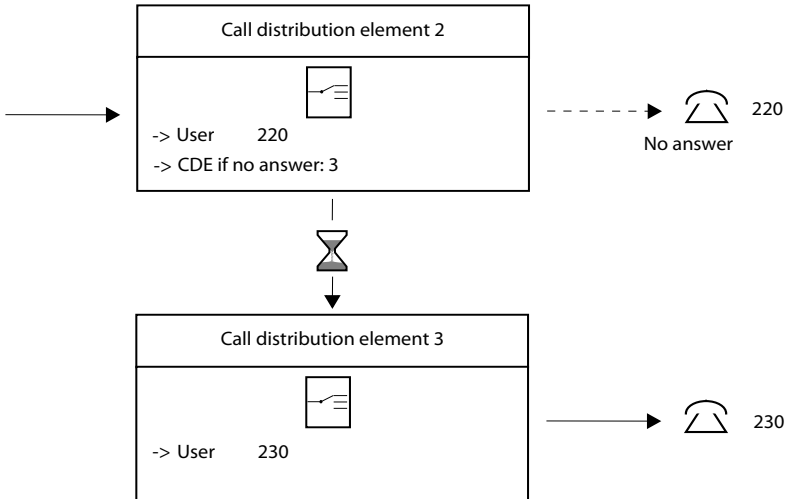 Call distribution element 2
-> User 220
-> CDE if no answer: 3
220
No answer
Call distribution element 3
-> User 230
230